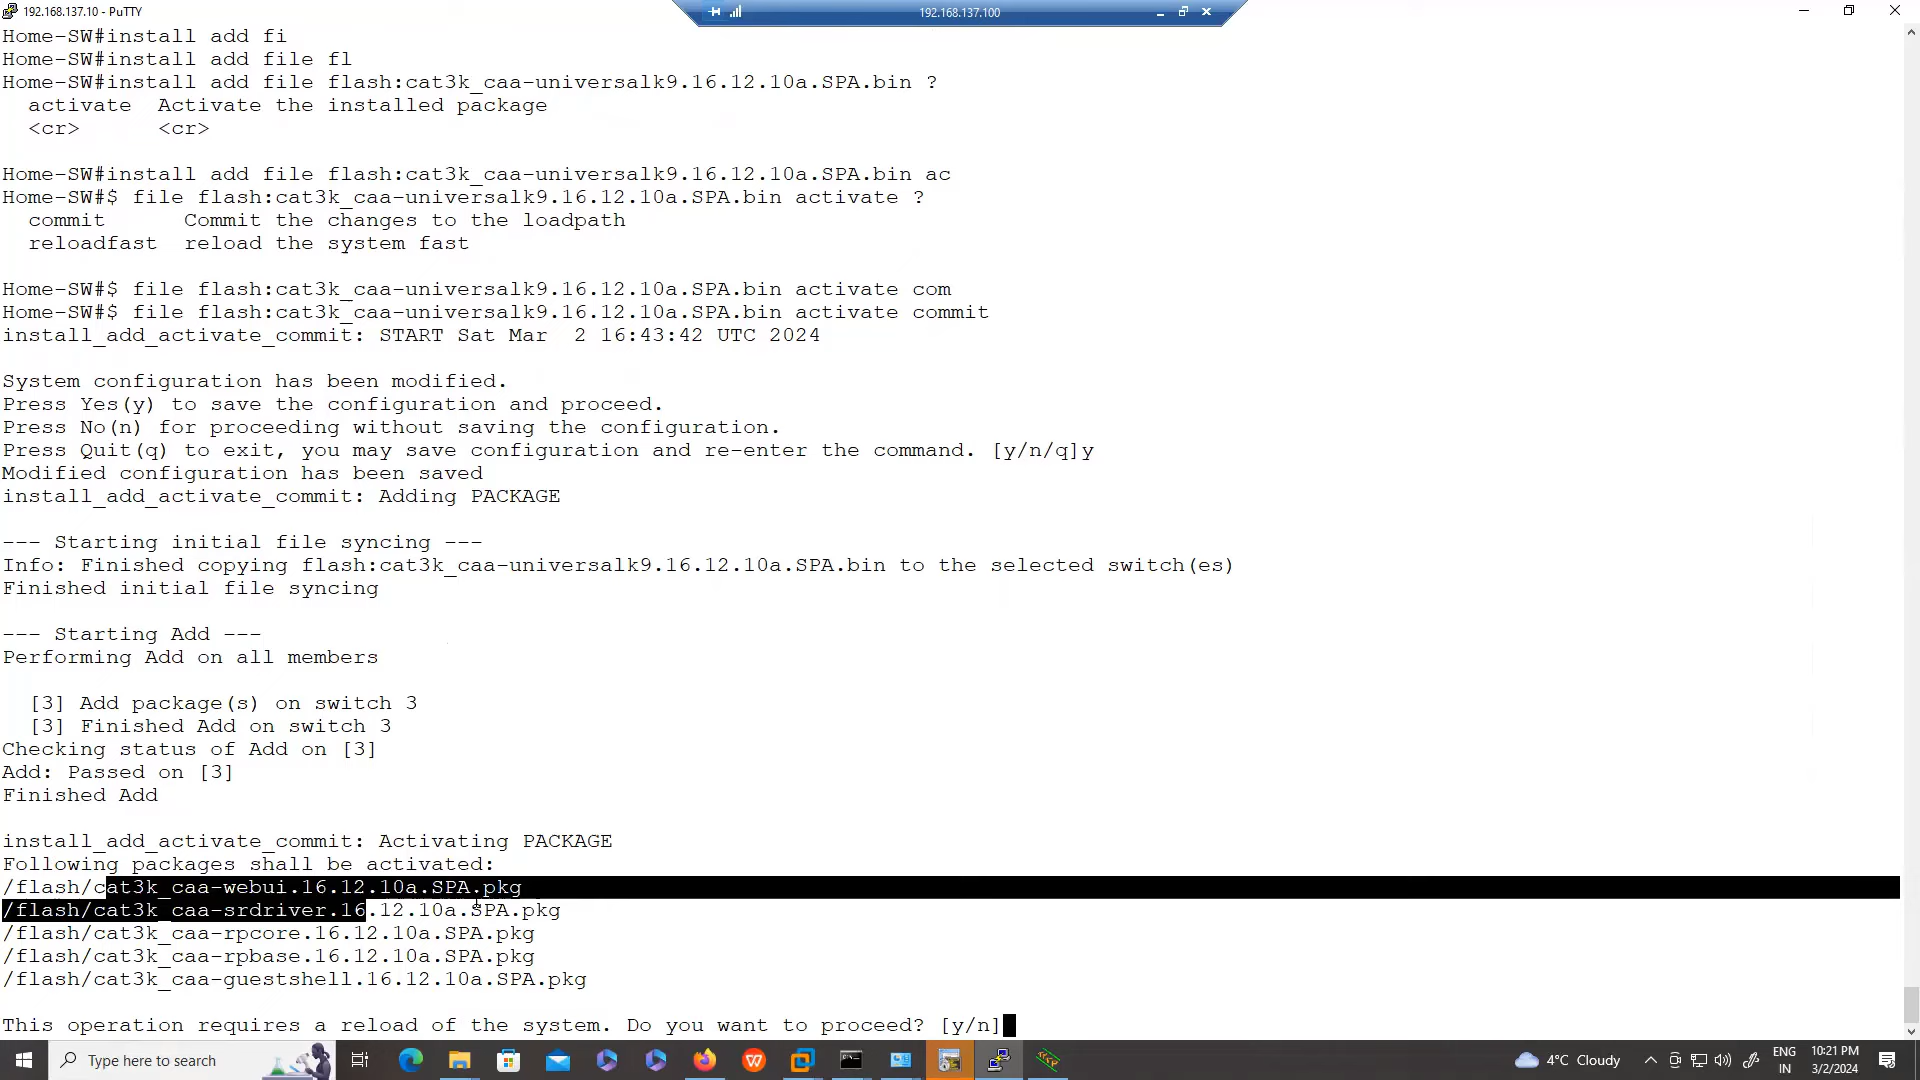 192.168.137.10 - PuTTY
192.168.137.100
Home-SW#install add fi
Home-SW#install add file fl
Home-SW#install add file flash:cat3k_caa-universalk9.16.12.10a.SPA.bin ?
activate  Activate the installed package
<cr>      <cr>
Home-SW#install add file flash:cat3k_caa-universalk9.16.12.10a.SPA.bin ac
Home-SW#$ file flash:cat3k_caa-universalk9.16.12.10a.SPA.bin activate ?
commit      Commit the changes to the loadpath
reloadfast  reload the system fast
Home-SW#$ file flash:cat3k_caa-universalk9.16.12.10a.SPA.bin activate com
Home-SW#$ file flash:cat3k_caa-universalk9.16.12.10a.SPA.bin activate commit
install_add_activate_commit: START Sat Mar  2 16:43:42 UTC 2024
System configuration has been modified.
Press Yes(y) to save the configuration and proceed.
Press No(n) for proceeding without saving the configuration.
Press Quit(q) to exit, you may save configuration and re-enter the command. [y/n/q]y
Modified configuration has been saved
install_add_activate_commit: Adding PACKAGE
--- Starting initial file syncing ---
Info: Finished copying flash:cat3k_caa-universalk9.16.12.10a.SPA.bin to the selected switch(es)
Finished initial file syncing
--- Starting Add ---
Performing Add on all members
[3] Add package(s) on switch 3
[3] Finished Add on switch 3
Checking status of Add on [3]
Add: Passed on [3]
Finished Add
install_add_activate_commit: Activating PACKAGE
Following packages shall be activated:
/flash/cat3k_caa-webui.16.12.10a.SPA.pkg
/flash/cat3k_caa-srdriver.16.12.10a.SPA.pkg
/flash/cat3k_caa-rpcore.16.12.10a.SPA.pkg
/flash/cat3k_caa-rpbase.16.12.10a.SPA.pkg
/flash/cat3k_caa-guestshell.16.12.10a.SPA.pkg
This operation requires a reload of the system. Do you want to proceed? [y/n]
Type here to search
4°C Cloudy
ENG
IN
10:21 PM
3/2/2024